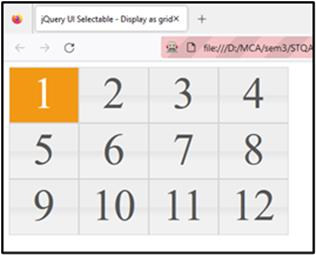 jQuery UI Selectable - Display as grid
file:///D:/MCA/sem3/STQA
1 2 3 4
5 6 7 8
9 10 11 12